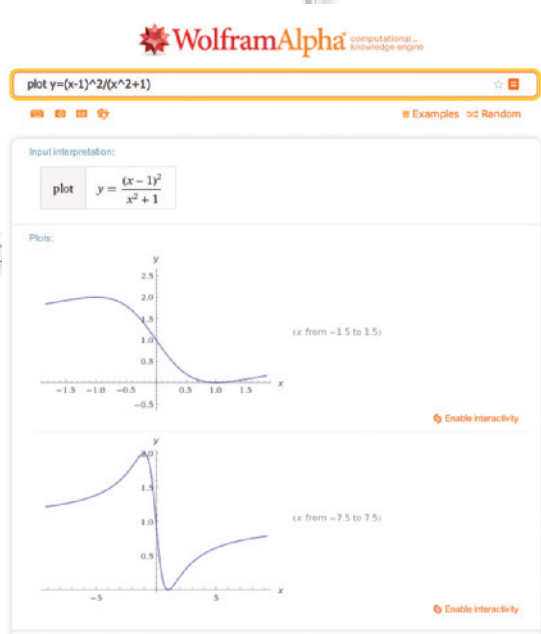 WolframAlpha computational... knowledge engine
plot y=(x-1)^2/(x^2+1)
Examples Random
Input interpretation:
plot y = (x − 1)² / x² + 1
Plots:
y
2.5
2.0
1.5
1.0
0.5
−1.5 −1.0 −0.5 0.5 1.0 1.5 x
−0.5
(x from −1.5 to 1.5)
Enable interactivity
y
2.0
1.5
1.0
0.5
−5 5 x
(x from −7.5 to 7.5)
Enable interactivity